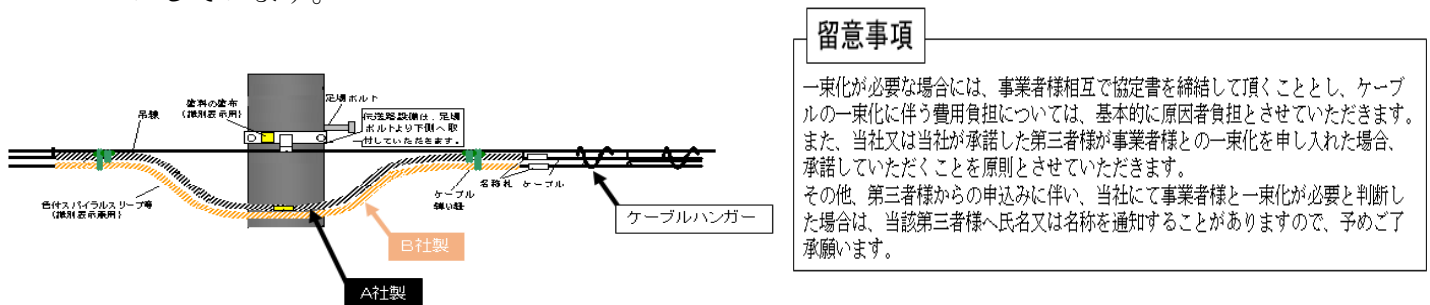 留意事項
一束化が必要な場合には、事業者様相互で協定書を締結して頂くこととし、ケーブ
ルの一束化に伴う費用負担については、基本的に原因者負担とさせていただきます。
また、当社又は当社が承諾した第三者様が事業者様との一束化を申し入れた場合、
承諾していただくことを原則とさせていただきます。
その他、第三者様からの申込みに伴い、当社にて事業者様と一束化が必要と判断し
た場合は、当該第三者様へ氏名又は名称を通知することがありますので、予めご了
承願います。
足場ボルト
塗料の塗布
(識別表示用)
吊線
伝送路設備は、足場
ボルトより下側へ取
付していただきます。
名称札
ケーブル
ケーブル
色付スパイラルスリーブ等
(識別表示兼用)
ケーブルハンガー
B社製
A社製